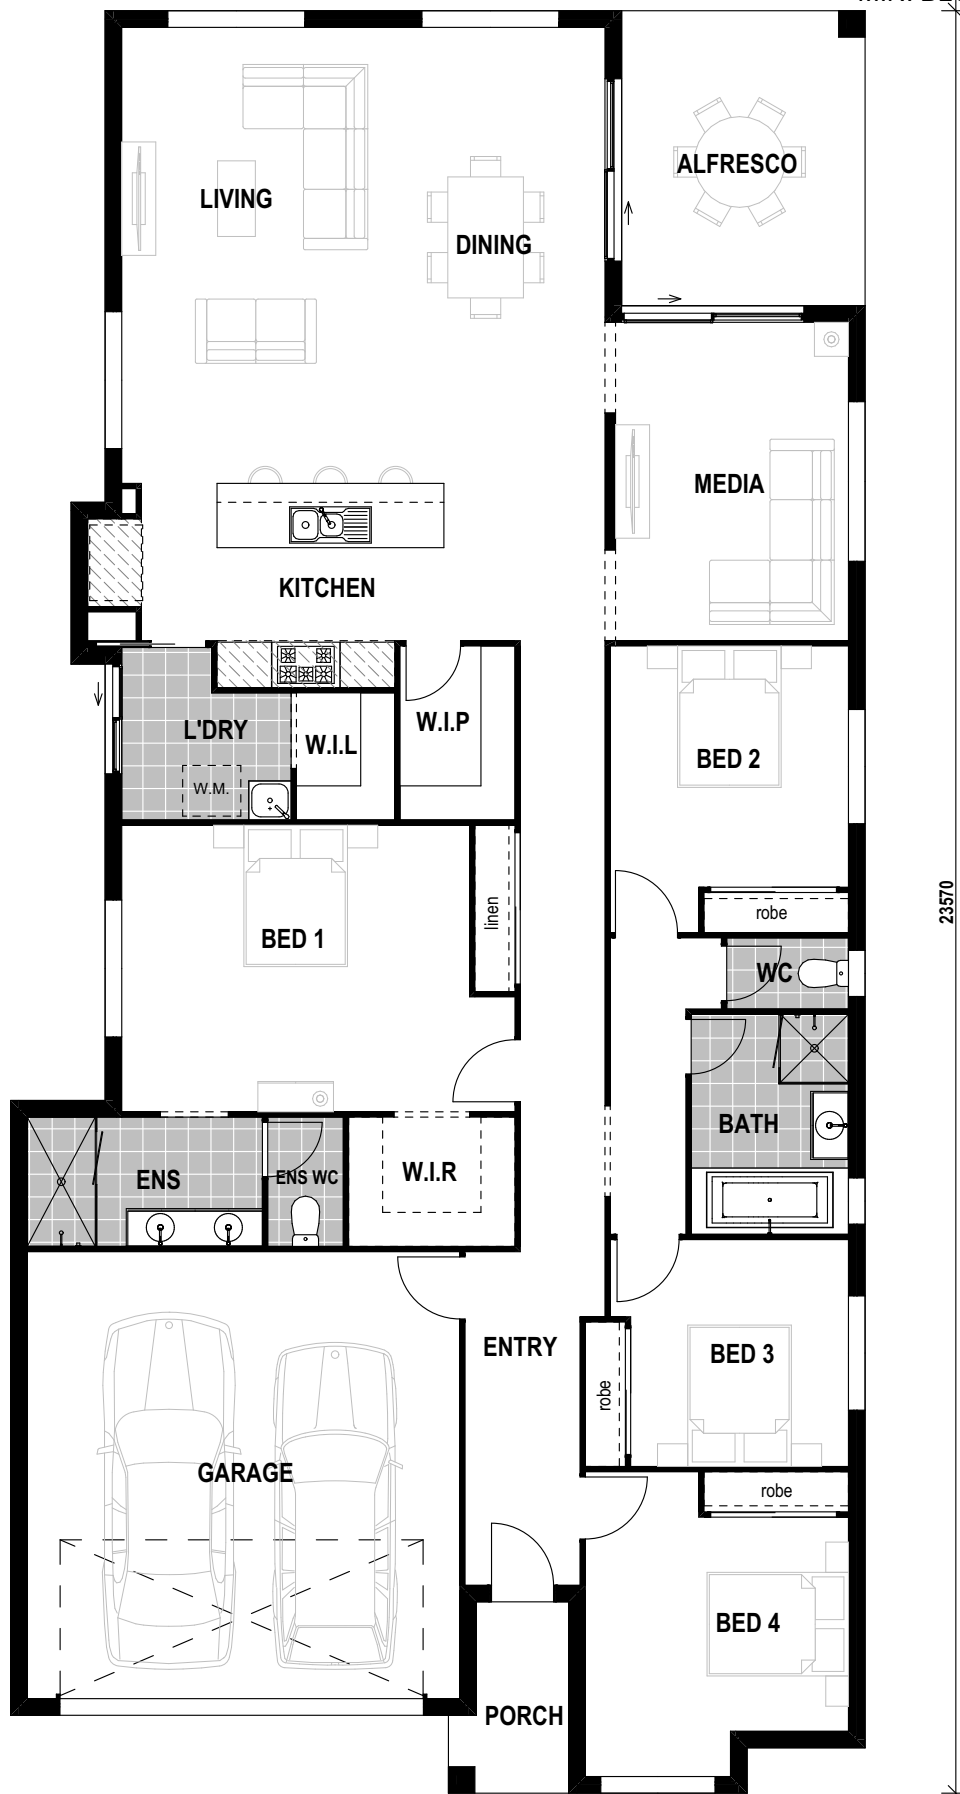 ALFRESCO
LIVING
DINING
MEDIA
KITCHEN
L'DRY
W.I.L
W.I.P
BED 2
W.M.
linen
robe
23570
BED 1
WC
BATH
ENS
ENS WC
W.I.R
ENTRY
BED 3
robe
GARAGE
robe
BED 4
PORCH